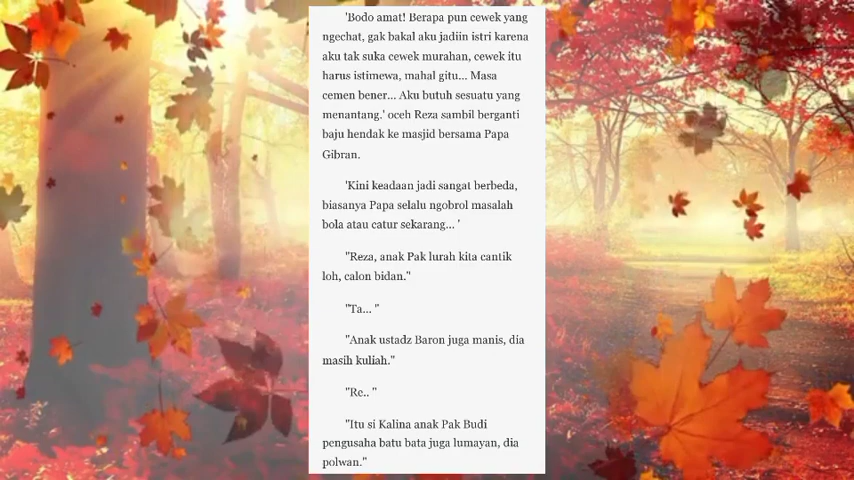 'Bodo amat! Berapa pun cewek yang
ngechat, gak bakal aku jadiin istri karena
aku tak suka cewek murahan, cewek itu
harus istimewa, mahal gitu... Masa
cemen bener... Aku butuh sesuatu yang
menantang.' oceh Reza sambil berganti
baju hendak ke masjid bersama Papa
Gibran.
'Kini keadaan jadi sangat berbeda,
biasanya Papa selalu ngobrol masalah
bola atau catur sekarang... '
"Reza, anak Pak lurah kita cantik
loh, calon bidan."
"Ta... "
"Anak ustadz Baron juga manis, dia
masih kuliah."
"Re.. "
"Itu si Kalina anak Pak Budi
pengusaha batu bata juga lumayan, dia
polwan."